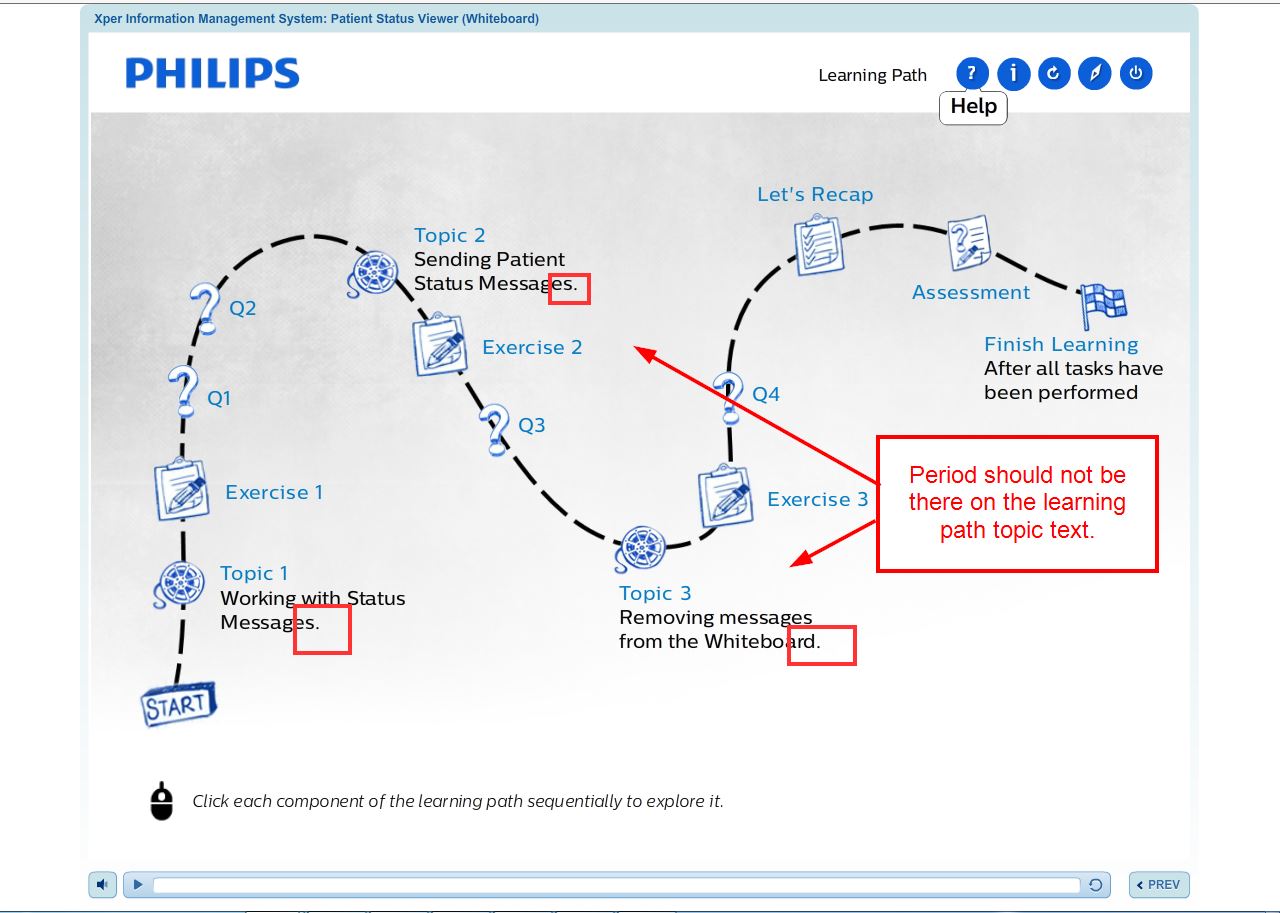 Xper Information Management System: Patient Status Viewer (Whiteboard)
PHILIPS
Learning Path
?
i
Help
Let's Recap
Topic 2
Sending Patient
Status Messages.
Q2
Assessment
Exercise 2
Finish Learning
After all tasks have
been performed
Q1
Q4
Q3
Period should not be
there on the learning
path topic text.
Exercise 1
Exercise 3
Topic 1
Working with Status
Messages.
Topic 3
Removing messages
from the Whiteboard.
START
Click each component of the learning path sequentially to explore it.
PREV